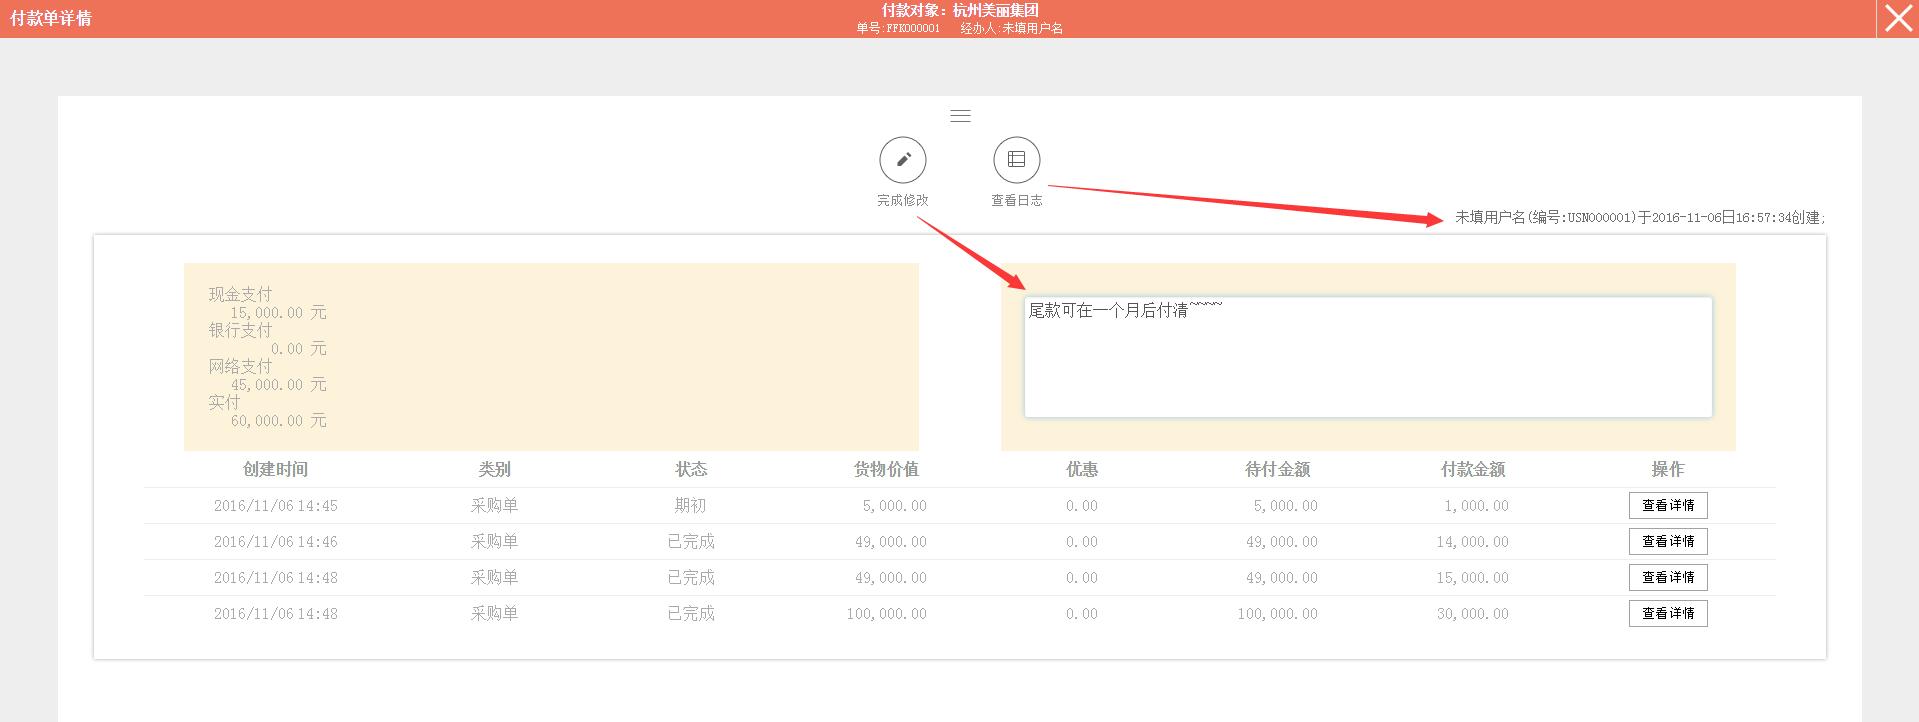 付款单详情
付款对象：杭州美丽集团
单号:FFK000001 经办人:未填用户名
完成修改 查看日志
未填用户名(编号:USN000001)于2016-11-06日16:57:34创建;
现金支付
15,000.00 元
银行支付
0.00 元
网络支付
45,000.00 元
实付
60,000.00 元
尾款可在一个月后付清~~~~
创建时间 类别 状态 货物价值 优惠 待付金额 付款金额 操作
2016/11/06 14:45 采购单 期初 5,000.00 0.00 5,000.00 1,000.00 查看详情
2016/11/06 14:46 采购单 已完成 49,000.00 0.00 49,000.00 14,000.00 查看详情
2016/11/06 14:48 采购单 已完成 49,000.00 0.00 49,000.00 15,000.00 查看详情
2016/11/06 14:48 采购单 已完成 100,000.00 0.00 100,000.00 30,000.00 查看详情